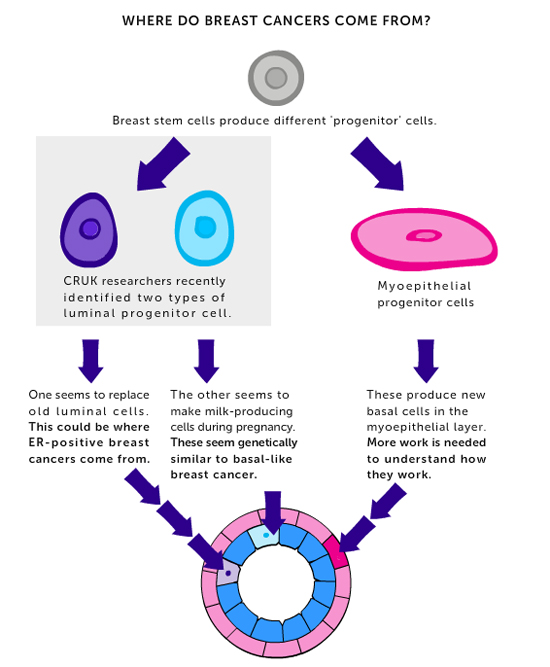 WHERE DO BREAST CANCERS COME FROM?
Breast stem cells produce different 'progenitor' cells.
CRUK researchers recently
identified two types of
luminal progenitor cell.
Myoepithelial
progenitor cells
One seems to replace
old luminal cells.
This could be where
ER-positive breast
cancers come from.
The other seems to
make milk-producing
cells during pregnancy.
These seem genetically
similar to basal-like
breast cancer.
These produce new
basal cells in the
myoepithelial layer.
More work is needed
to understand how
they work.